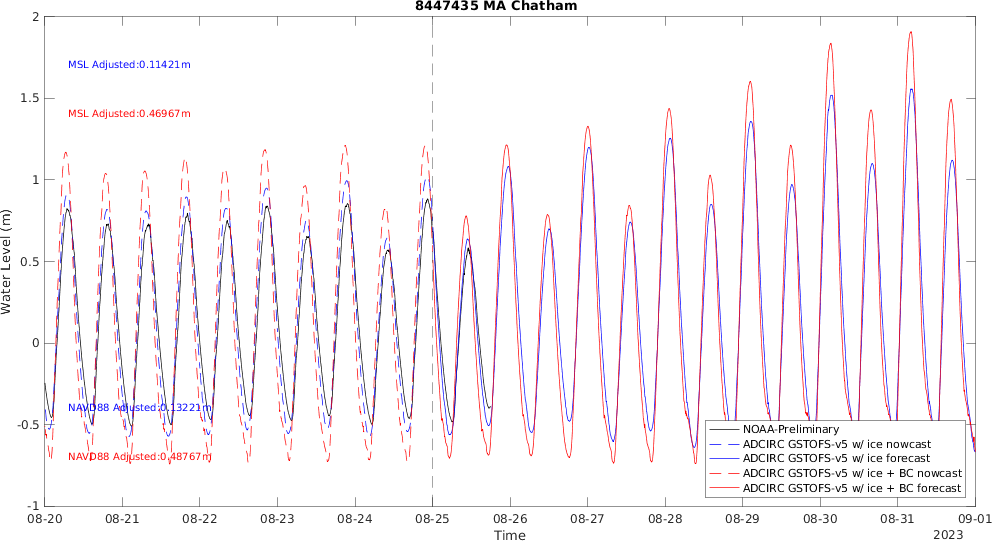 8447435 MA Chatham
2
1.5
1
0.5
0
-0.5
-1
Water Level (m)
MSL Adjusted:0.11421m
MSL Adjusted:0.46967m
NAVD88 Adjusted:0.13221m
NAVD88 Adjusted:0.48767m
NOAA-Preliminary
ADCIRC GSTOFS-v5 w/ ice nowcast
ADCIRC GSTOFS-v5 w/ ice forecast
ADCIRC GSTOFS-v5 w/ ice + BC nowcast
ADCIRC GSTOFS-v5 w/ ice + BC forecast
08-20 08-21 08-22 08-23 08-24 08-25 08-26 08-27 08-28 08-29 08-30 08-31 09-01
Time
2023